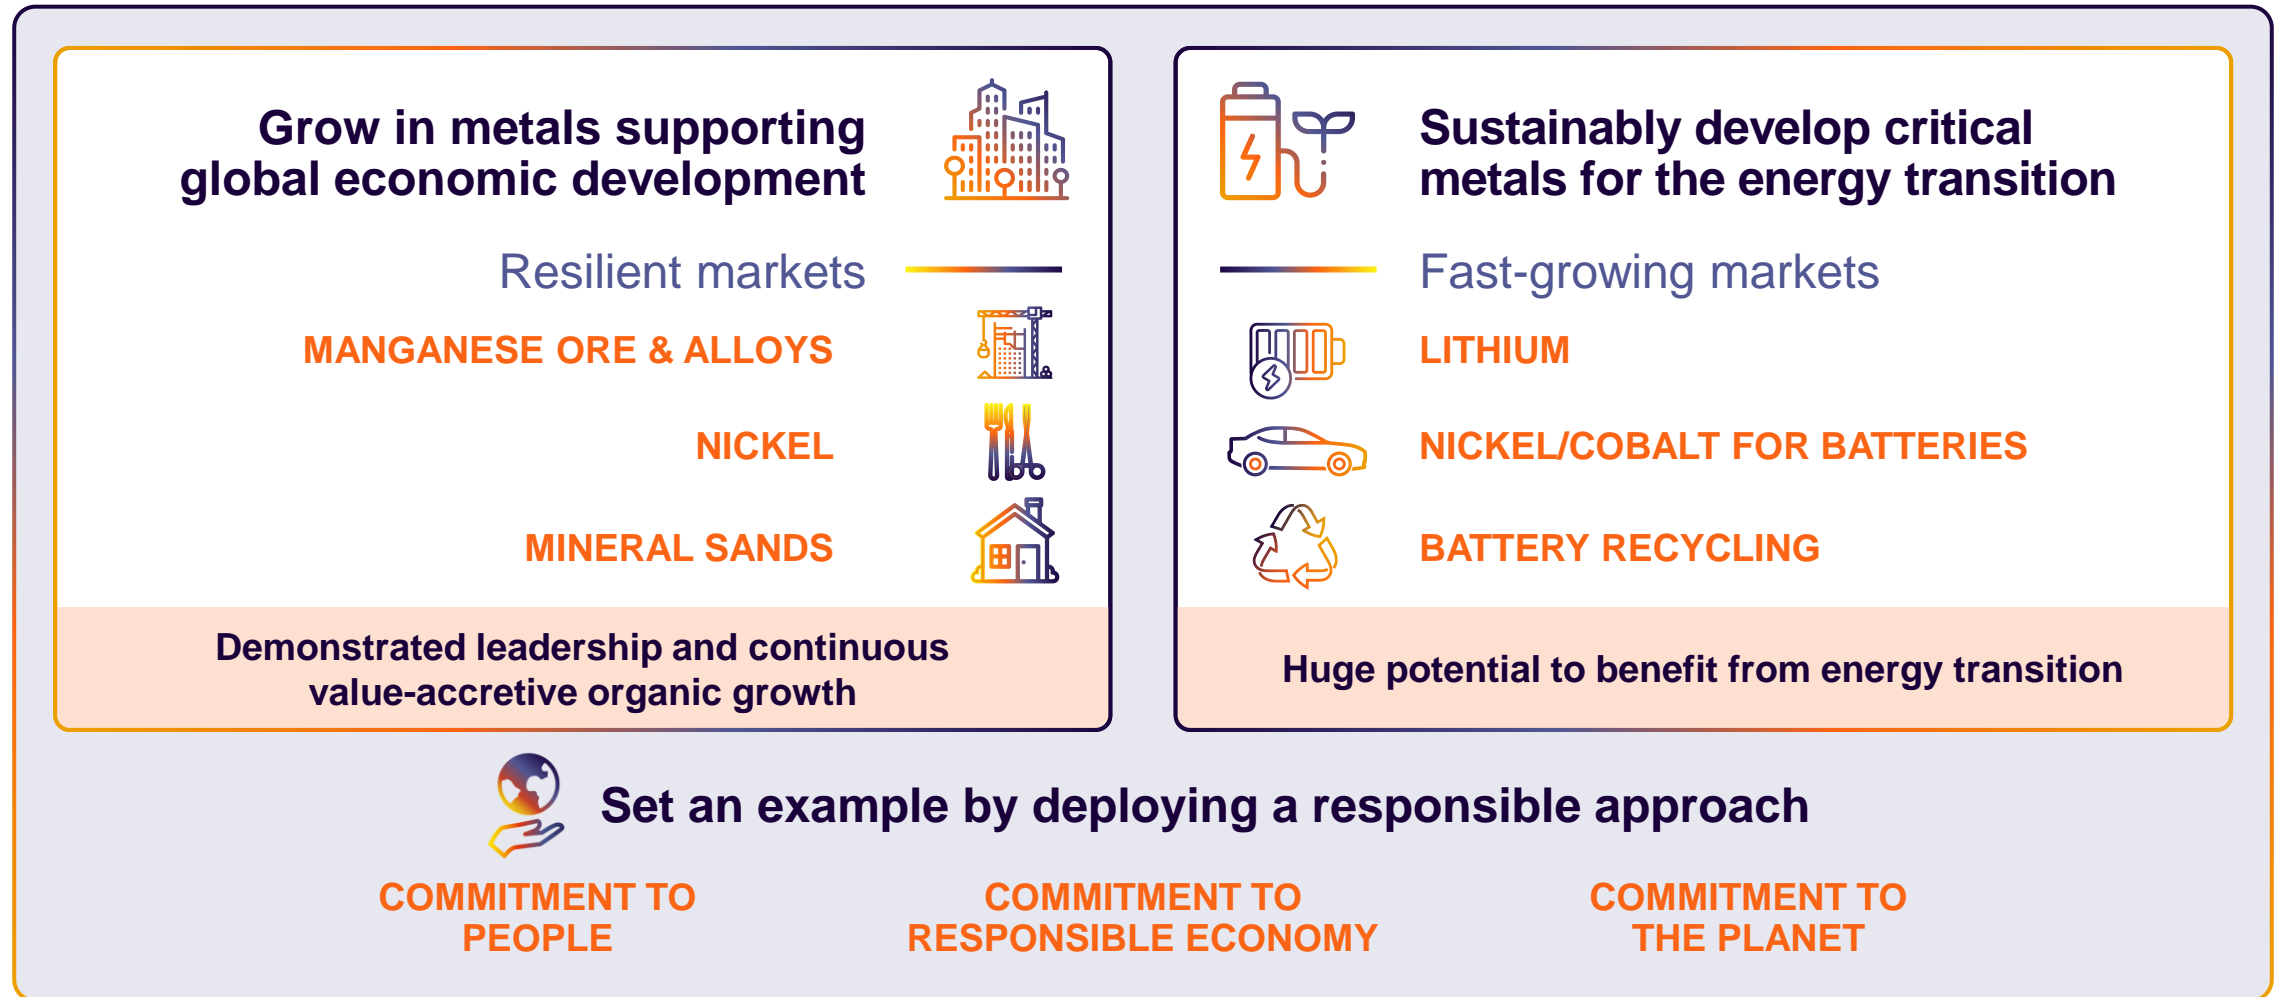 Grow in metals supporting
global economic development
Resilient markets
MANGANESE ORE & ALLOYS
NICKEL
MINERAL SANDS
Demonstrated leadership and continuous
value-accretive organic growth
Sustainably develop critical
metals for the energy transition
Fast-growing markets
LITHIUM
NICKEL/COBALT FOR BATTERIES
BATTERY RECYCLING
Huge potential to benefit from energy transition
Set an example by deploying a responsible approach
COMMITMENT TO
PEOPLE
COMMITMENT TO
RESPONSIBLE ECONOMY
COMMITMENT TO
THE PLANET